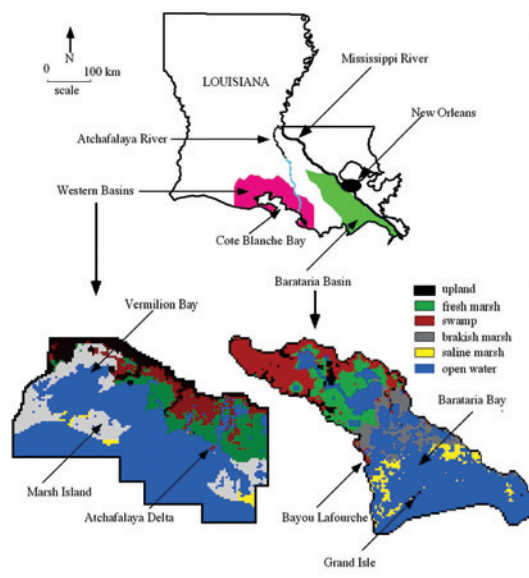 N
0 100 km
scale
LOUISIANA
Mississippi River
New Orleans
Atchafalaya River
Western Basins
Cote Blanche Bay
Barataria Basin
Vermilion Bay
upland
fresh marsh
swamp
brakish marsh
saline marsh
open water
Barataria Bay
Marsh Island
Atchafalaya Delta
Bayou Lafourche
Grand Isle